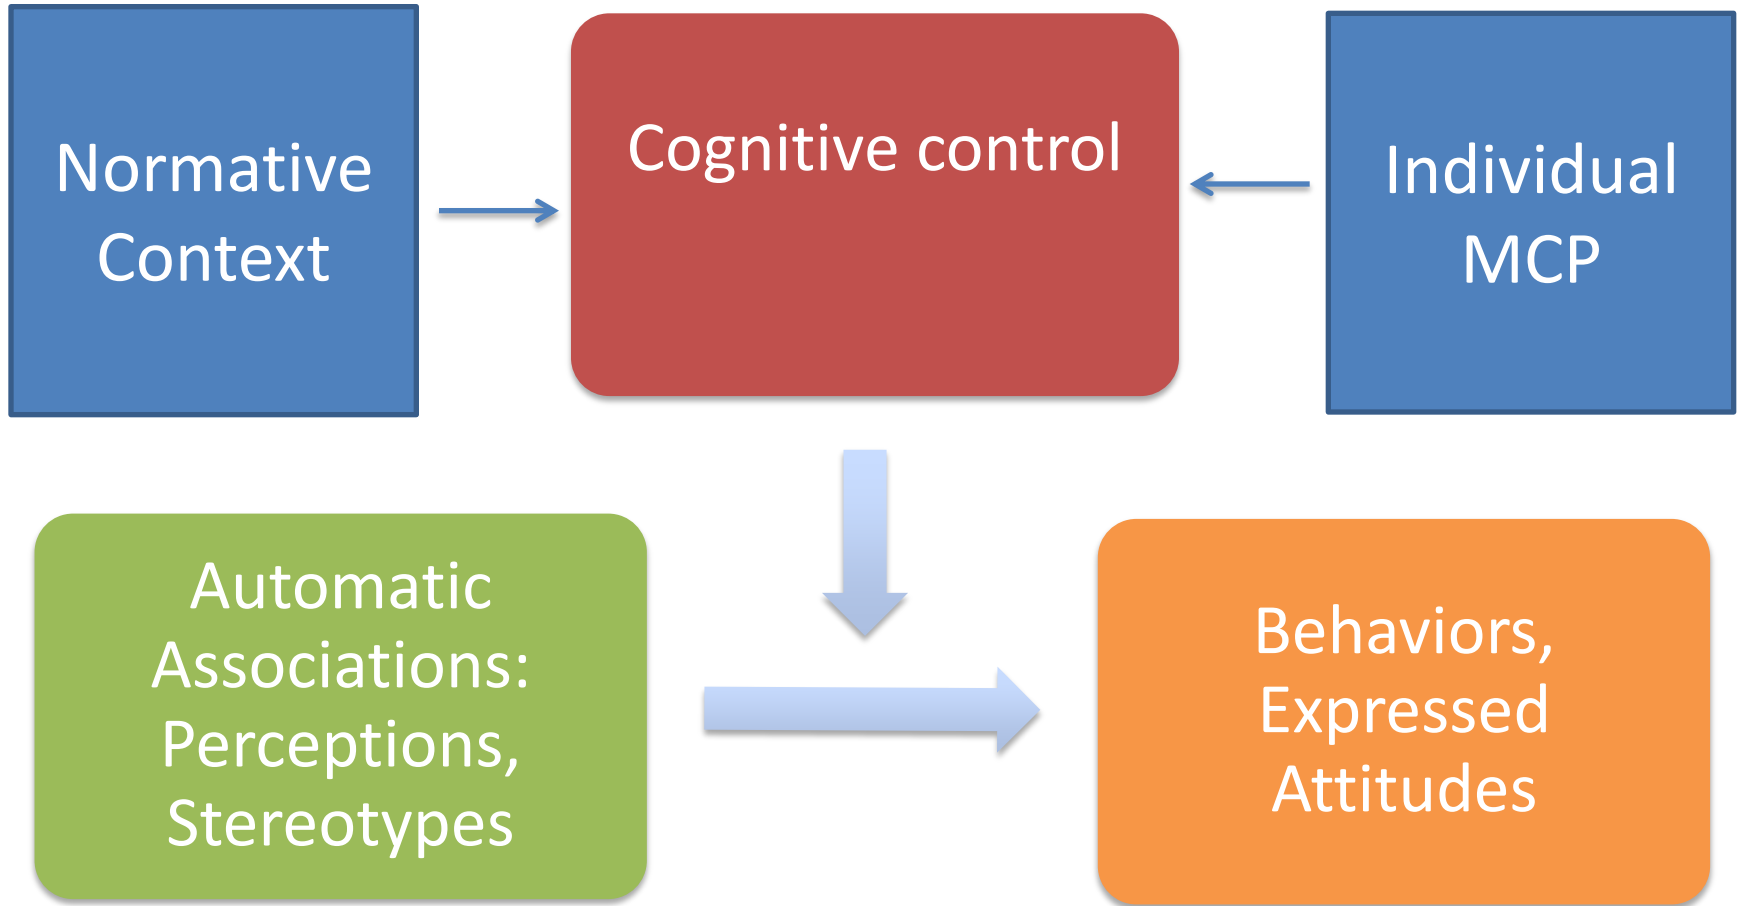 Normative
Context
Cognitive control
Individual
MCP
Automatic
Associations:
Perceptions,
Stereotypes
Behaviors,
Expressed
Attitudes